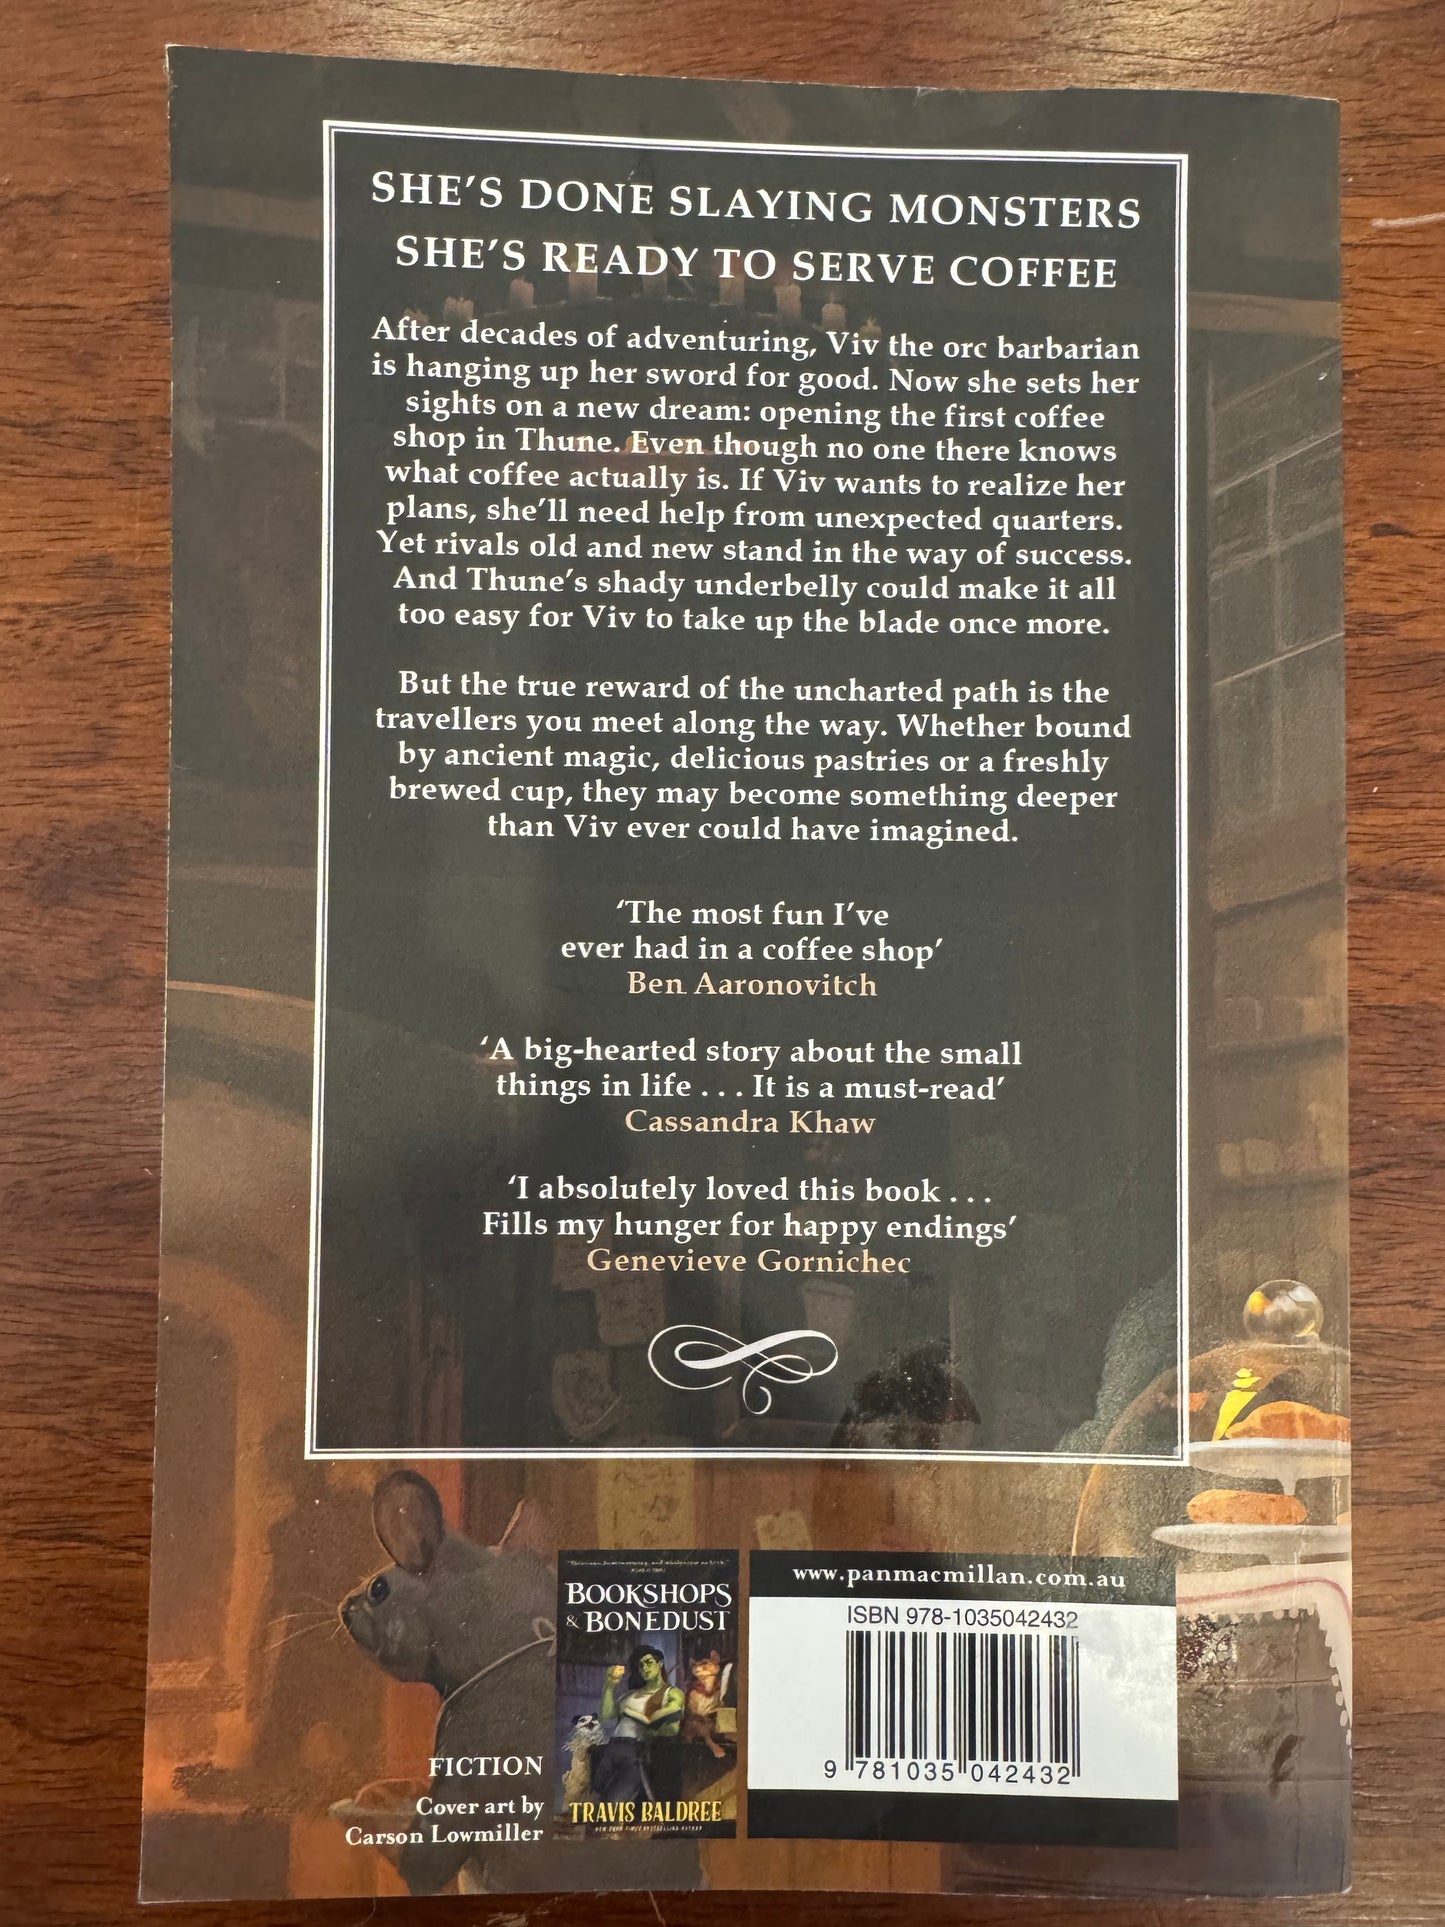 SHE'S DONE SLAYING MONSTERS
SHE'S READY TO SERVE COFFEE
After decades of adventuring, Viv the orc barbarian
is hanging up her sword for good. Now she sets her
sights on a new dream: opening the first coffee
shop in Thune. Even though no one there knows
what coffee actually is. If Viv wants to realize her
plans, she'll need help from unexpected quarters.
Yet rivals old and new stand in the way of success.
And Thune's shady underbelly could make it all
too easy for Viv to take up the blade once more.
But the true reward of the uncharted path is the
travellers you meet along the way. Whether bound
by ancient magic, delicious pastries or a freshly
brewed cup, they may become something deeper
than Viv ever could have imagined.
‘The most fun I've
ever had in a coffee shop’
Ben Aaronovitch
‘A big-hearted story about the small
things in life . . . It is a must-read’
Cassandra Khaw
‘I absolutely loved this book . . .
Fills my hunger for happy endings’
Genevieve Gornichec
FICTION
Cover art by
Carson Lowmiller
BOOKSHOPS
& BONEDUST
TRAVIS BALDREE
NEW YORK TIMES BESTSELLING AUTHOR
www.panmacmillan.com.au
ISBN 978-1035042432
9 781035 042432